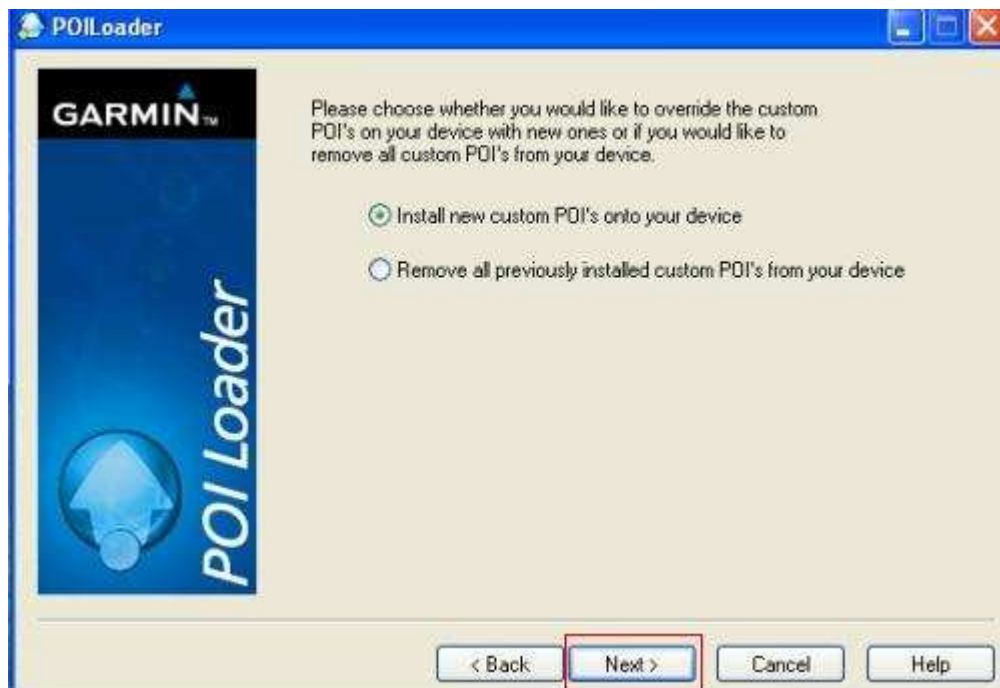 POILoader
GARMIN™
POI Loader
Please choose whether you would like to override the custom
POI's on your device with new ones or if you would like to
remove all custom POI's from your device.
Install new custom POI's onto your device
Remove all previously installed custom POI's from your device
< Back
Next >
Cancel
Help